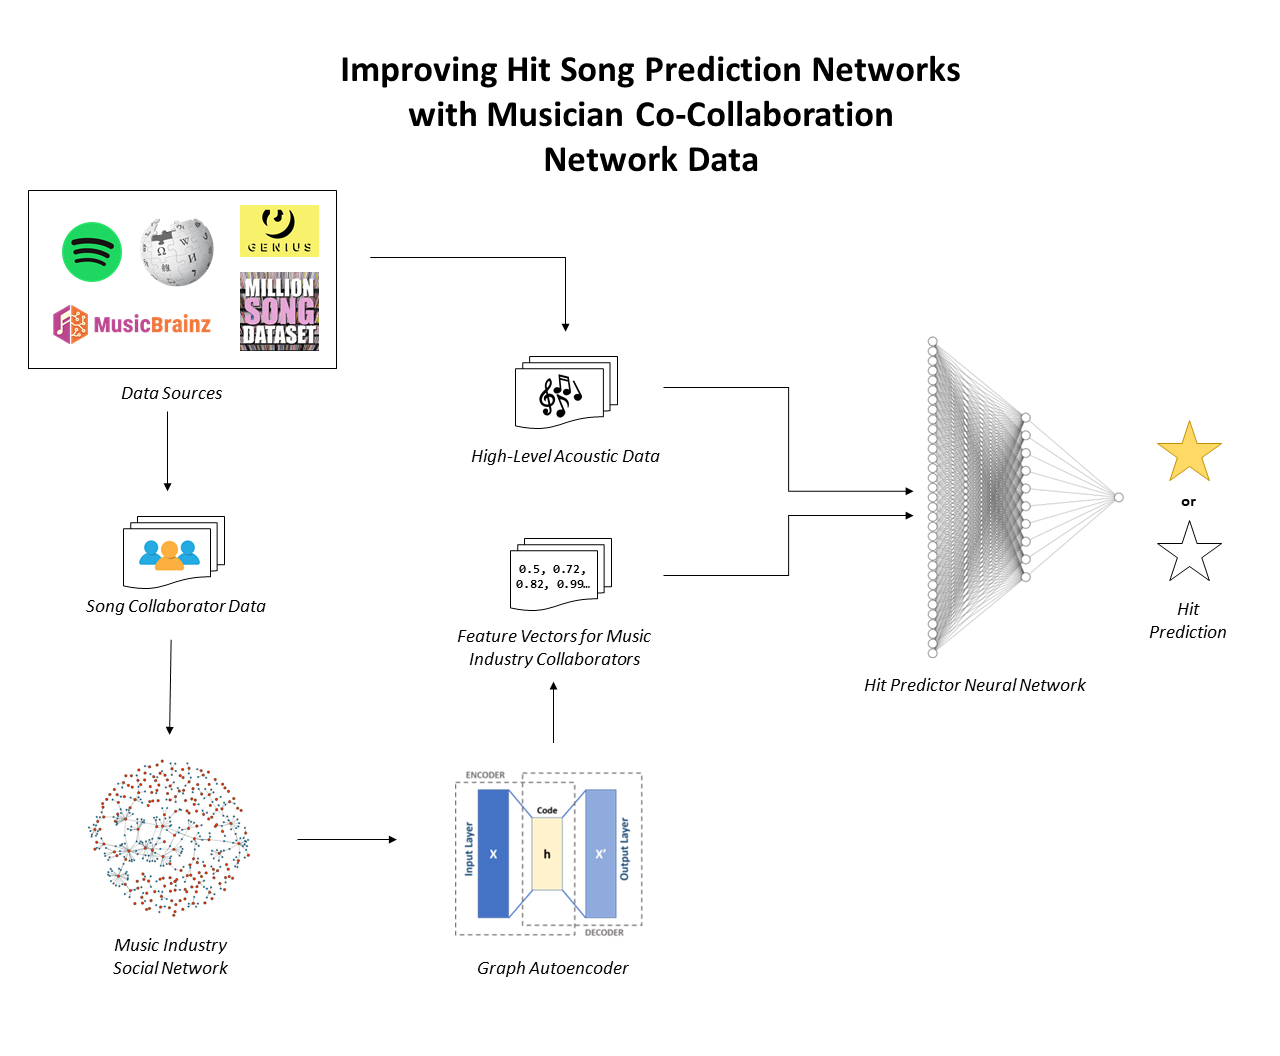 Improving Hit Song Prediction Networks
with Musician Co-Collaboration
Network Data
GENIUS
MusicBrainz
MILLION
SONG
DATASET
Data Sources
High-Level Acoustic Data
Song Collaborator Data
0.5, 0.72,
0.82, 0.99…
Feature Vectors for Music
Industry Collaborators
Hit Predictor Neural Network
or
Hit
Prediction
Music Industry
Social Network
ENCODER
Input Layer
X
Code
h
X'
Output Layer
DECODER
Graph Autoencoder